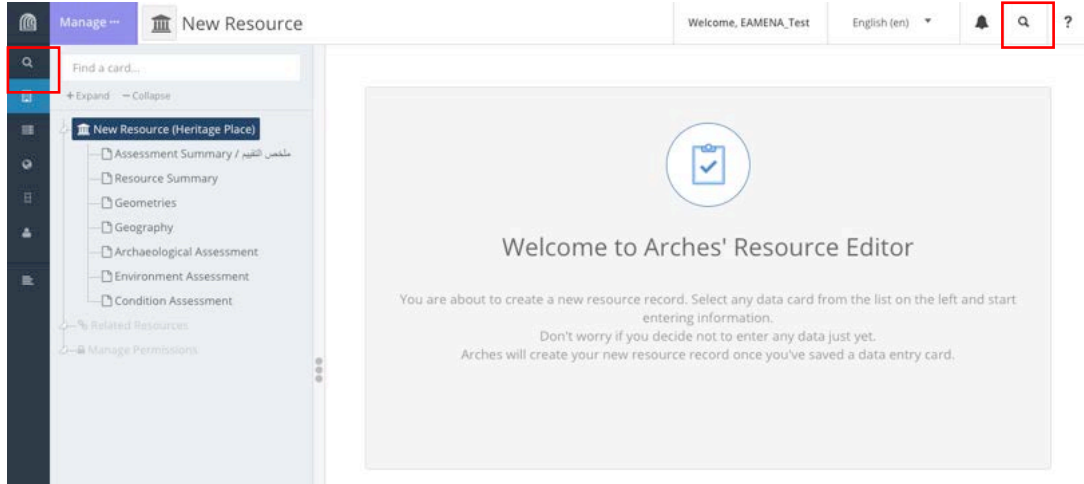 Manage ...
New Resource
Welcome, EAMENA_Test
English (en)
?
Find a card...
+Expand
−Collapse
New Resource (Heritage Place)
Assessment Summary / ملخص التقييم
Resource Summary
Geometries
Geography
Archaeological Assessment
Environment Assessment
Condition Assessment
Related Resources
Manage Permissions
Welcome to Arches' Resource Editor
You are about to create a new resource record. Select any data card from the list on the left and start
entering information.
Don't worry if you decide not to enter any data just yet.
Arches will create your new resource record once you've saved a data entry card.